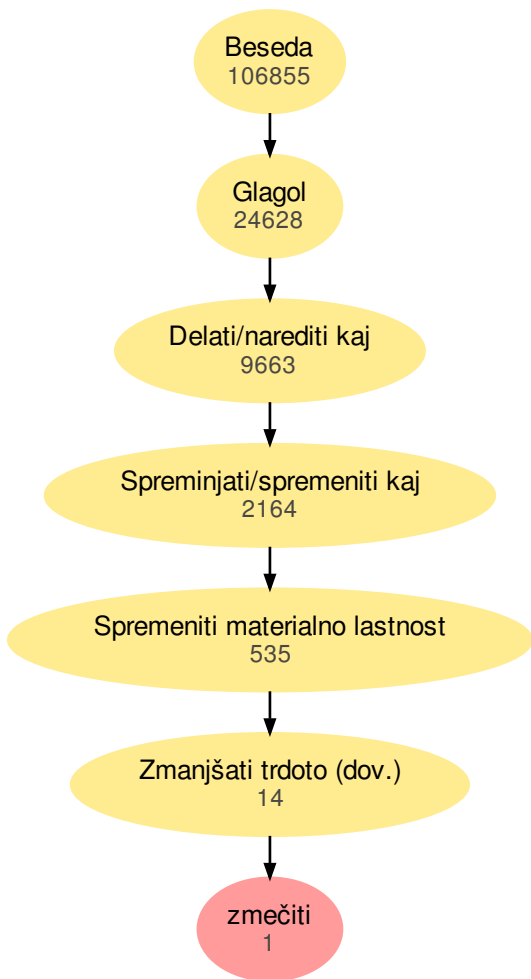 Beseda
106855
Glagol
24628
Delati/narediti kaj
9663
Spreminjati/spremeniti kaj
2164
Spremeniti materialno lastnost
535
Zmanjšati trdoto (dov.)
14
zmečiti
1